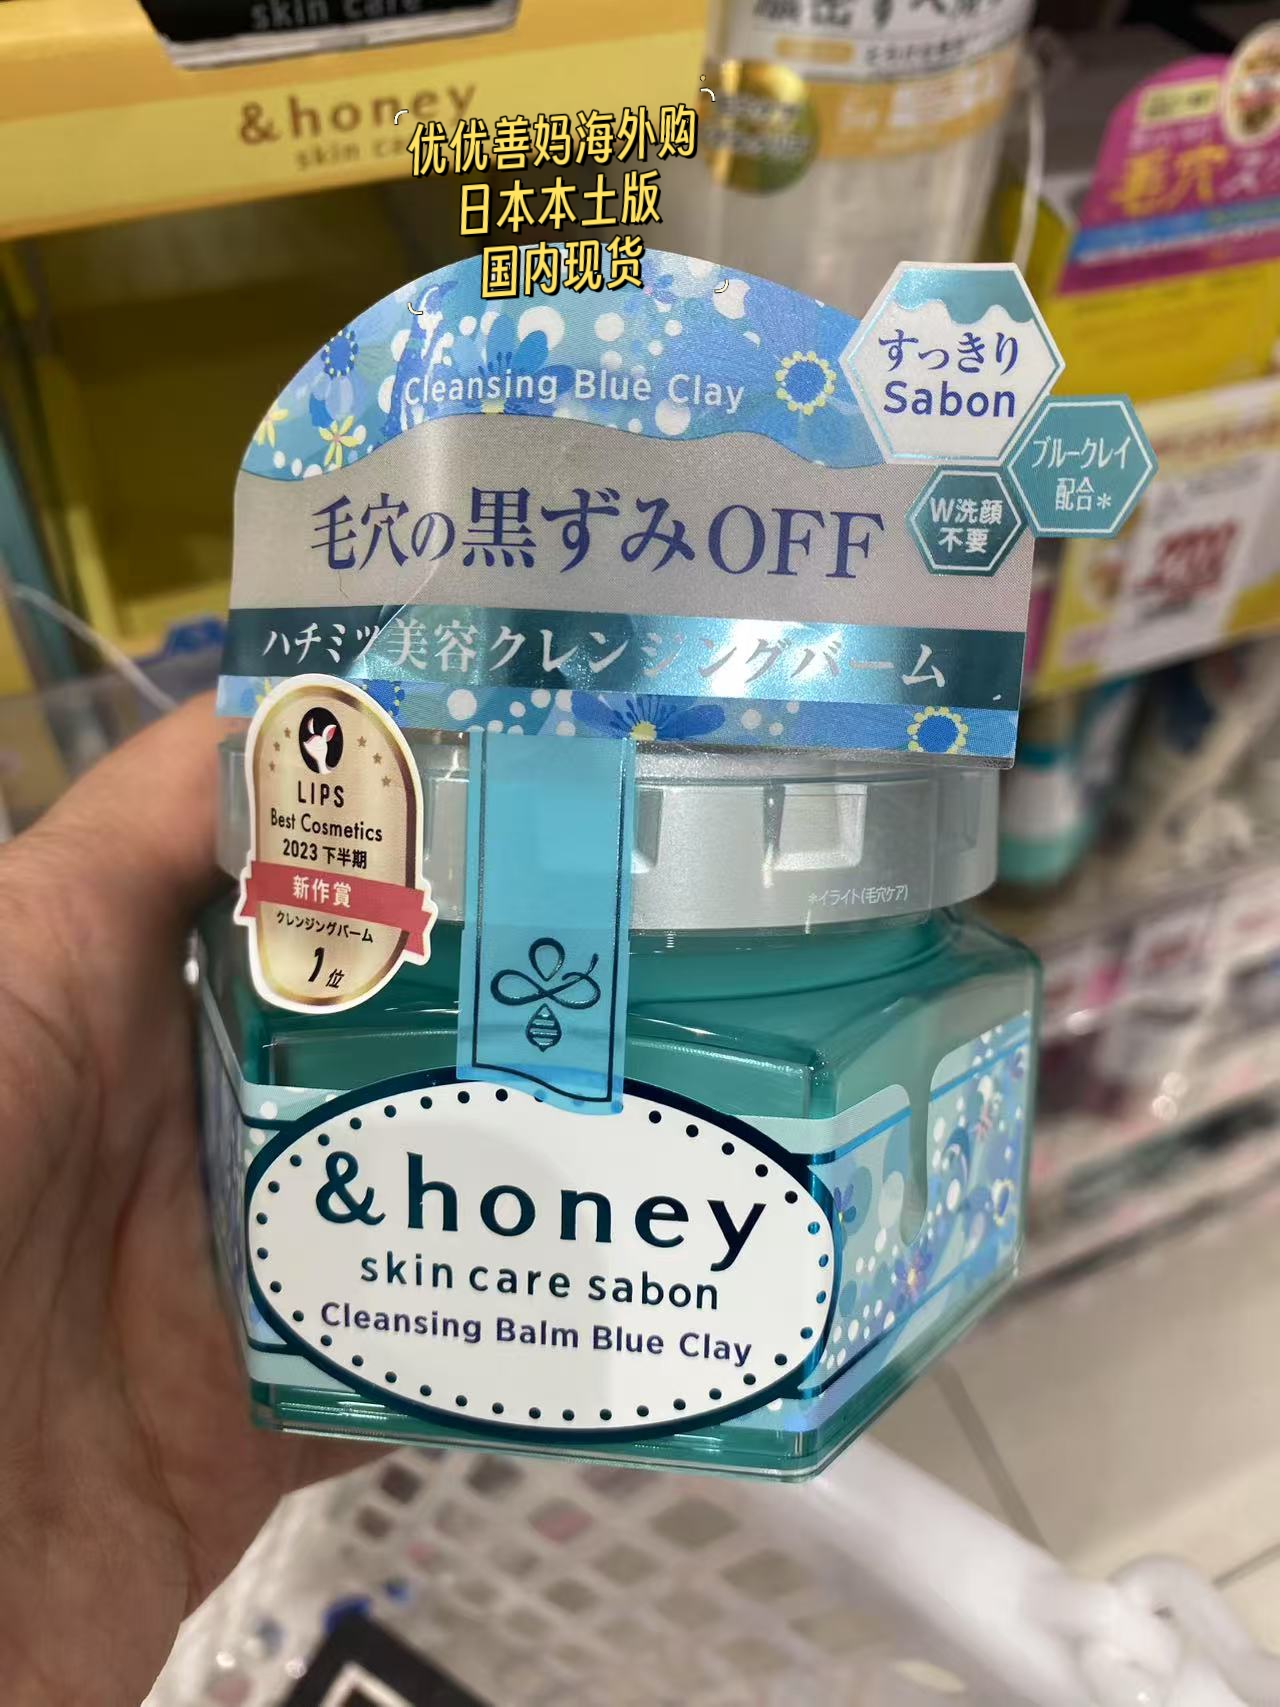 skin care
&honey
skin ca
优优善妈海外购
日本本土版
国内现货
毛穴
Cleansing Blue Clay
すっきり
Sabon
ブルークレイ
配合*
W洗顔
不要
毛穴の黒ずみOFF
ハチミツ美容クレンジングバーム
LIPS
Best Cosmetics
2023 下半期
新作賞
クレンジングバーム
1位
*イライト(毛穴ケア)
&honey
skin care sabon
Cleansing Balm Blue Clay